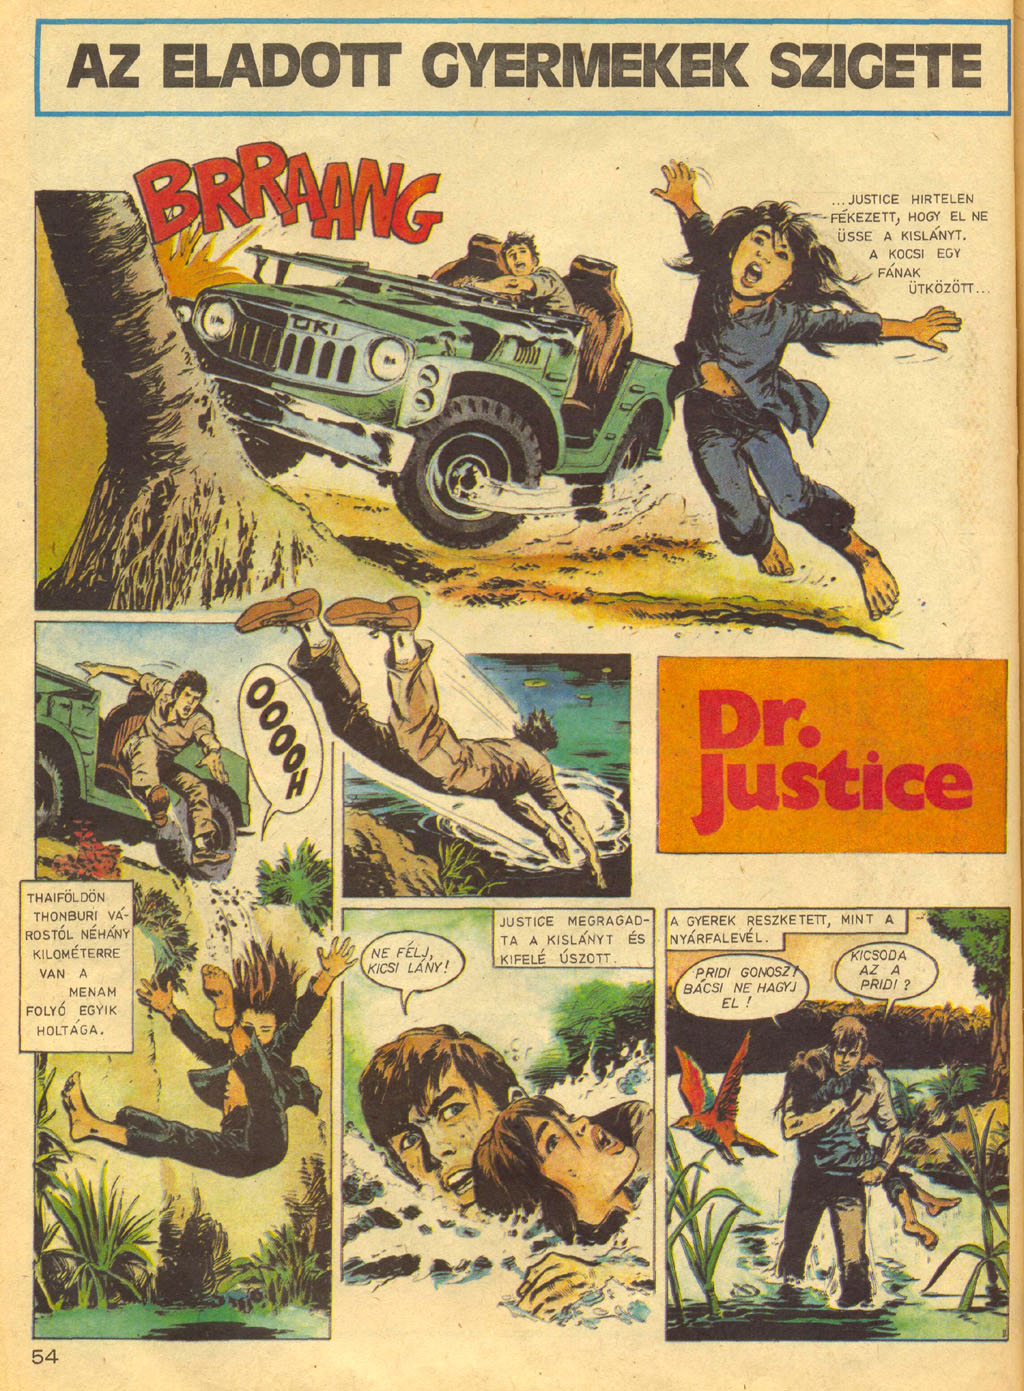 AZ ELADOTT GYERMEKEK SZIGETE
BRRAANG
...JUSTICE HIRTELEN
FÉKEZETT, HOGY EL NE
ÜSSE A KISLÁNYT.
A KOCSI EGY
FÁNAK
ÜTKÖZÖTT...
UKI
OOOOOH
Dr.
Justice
THAIFÖLDÖN
THONBURI VÁ-
ROSTÓL NÉHÁNY
KILOMÉTERRE
VAN A
MENAM
FOLYÓ EGYIK
HOLTÁGA.
JUSTICE MEGRAGAD-
TA A KISLÁNYT ÉS
KIFELÉ ÚSZOTT.
NE FÉLJ,
KICSI LÁNY!
A GYEREK RESZKETETT, MINT A
NYÁRFALEVÉL.
PRIDI GONOSZ!
BÁCSI NE HAGYJ
EL!
KICSODA
AZ A
PRIDI?
54